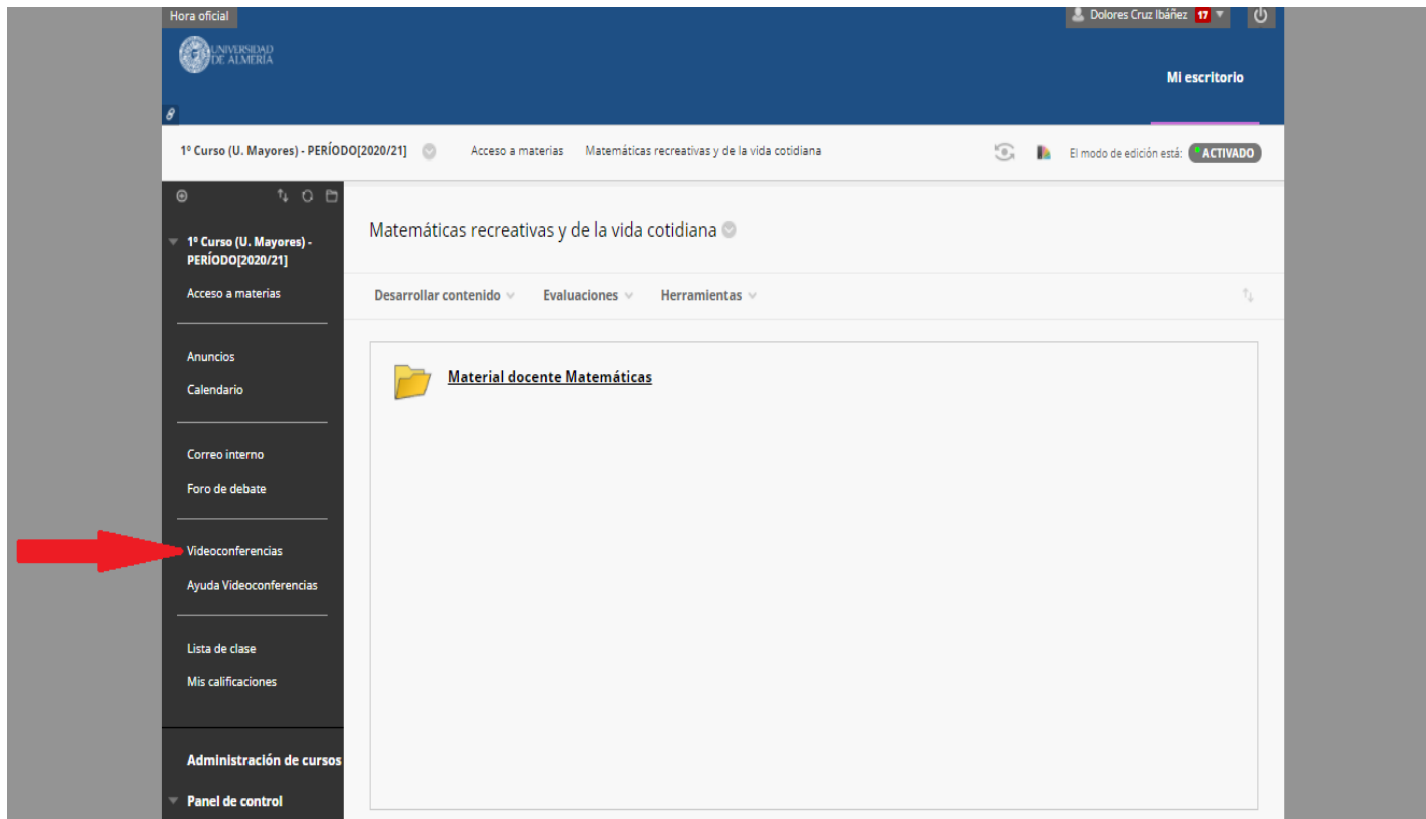 Hora oficial
Dolores Cruz Ibáñez 17
UNIVERSIDAD
DE ALMERÍA
Mi escritorio
1º Curso (U. Mayores) - PERÍODO[2020/21]
Acceso a materias
Matemáticas recreativas y de la vida cotidiana
El modo de edición está:
ACTIVADO
1º Curso (U. Mayores) -
PERÍODO[2020/21]
Acceso a materias
Anuncios
Calendario
Correo interno
Foro de debate
Videoconferencias
Ayuda Videoconferencias
Lista de clase
Mis calificaciones
Administración de cursos
Panel de control
Matemáticas recreativas y de la vida cotidiana
Desarrollar contenido
Evaluaciones
Herramientas
Material docente Matemáticas